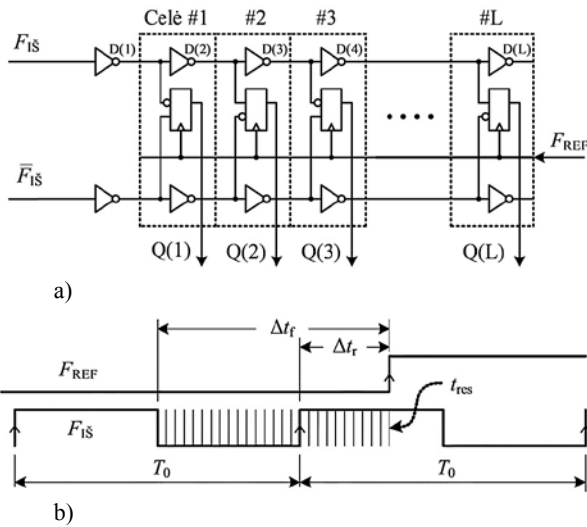 Celė #1 #2 #3 #L
F_IŠ D(1) D(2) D(3) D(4) D(L)
F_REF
F̅_IŠ
Q(1) Q(2) Q(3) Q(L)
a)
Δt_f
Δt_r
F_REF t_res
F_IŠ
T_0 T_0
b)